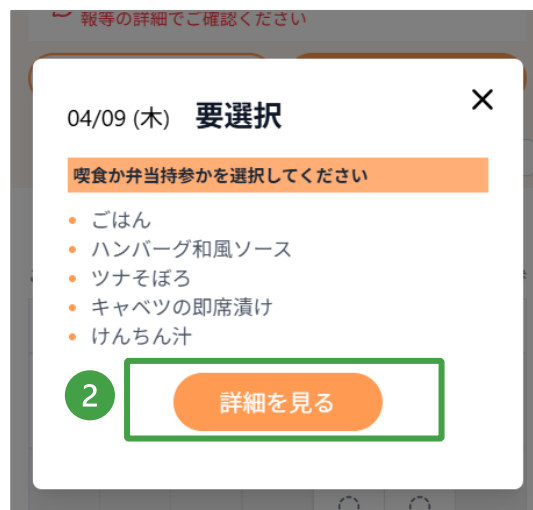 報等の詳細でご確認ください
04/09 (木) 要選択
喫食か弁当持参かを選択してください
ごはん
ハンバーグ和風ソース
ツナそぼろ
キャベツの即席漬け
けんちん汁
2
詳細を見る